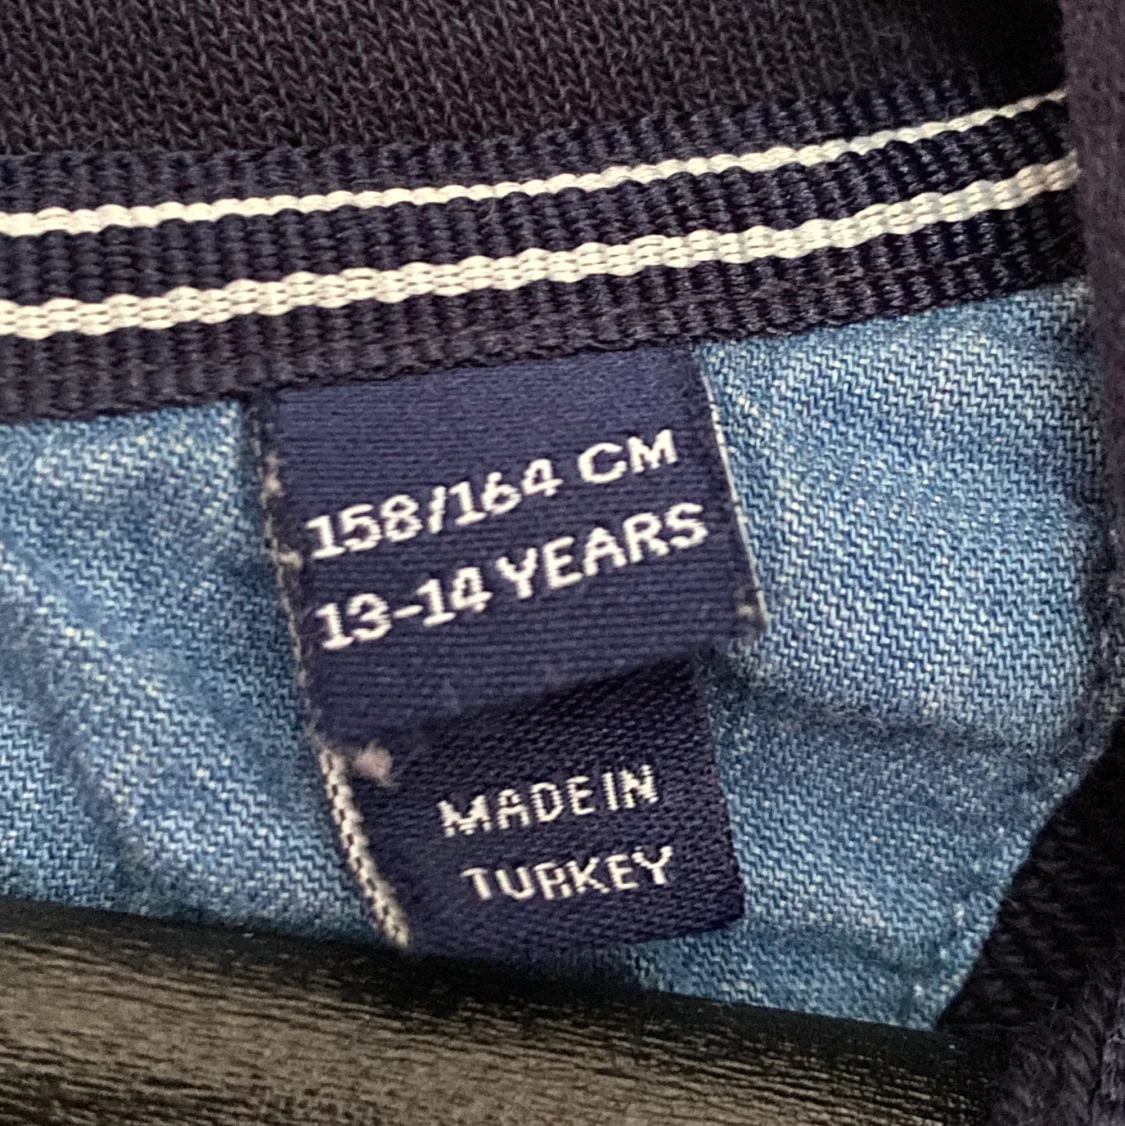 158/164 CM
13-14 YEARS
MADE IN
TURKEY